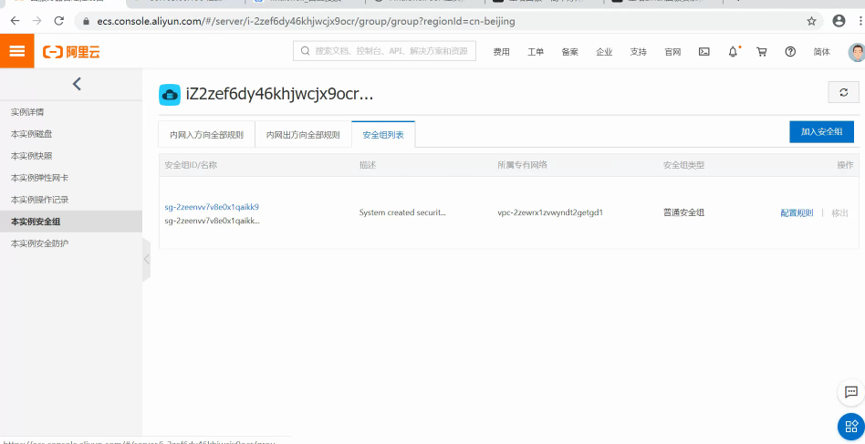 ecs.console.aliyun.com/#/server/i-2zef6dy46khjwcjx9ocr/group/group?regionId=cn-beijing
阿里云
搜索文档、控制台、API、解决方案和资源
费用 工单 备案 企业 支持 官网 简体
iZ2zef6dy46khjwcjx9ocr...
实例详情
本实例磁盘
本实例快照
本实例弹性网卡
本实例操作记录
本实例安全组
本实例安全防护
内网入方向全部规则 内网出方向全部规则 安全组列表 加入安全组
安全组ID/名称 描述 所属专有网络 安全组类型 操作
sg-2zeenvv7v8e0x1qaikk9
sg-2zeenvv7v8e0x1qaikk... System created securit... vpc-2zewrx1zvwyndt2getgd1 普通安全组 配置规则 移出